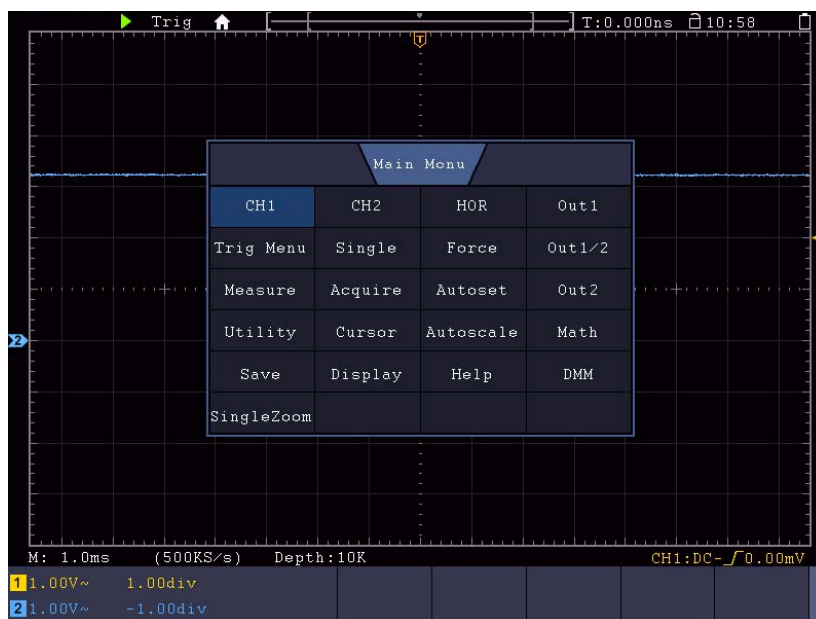 Trig T:0.000ns 10:58
T
Main Menu
CH1 CH2 HOR Out1
Trig Menu Single Force Out1/2
Measure Acquire Autoset Out2
Utility Cursor Autoscale Math
Save Display Help DMM
SingleZoom
2
M: 1.0ms (500KS/s) Depth:10K CH1:DC-0.00mV
1 1.00V~ 1.00div
2 1.00V~ -1.00div